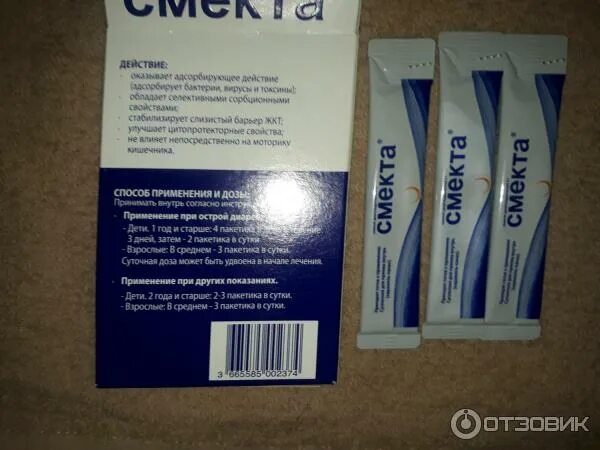 смекта
ДЕЙСТВИЕ:
- оказывает адсорбирующее действие
(адсорбирует бактерии, вирусы и токсины);
- обладает селективными сорбционными
свойствами;
- стабилизирует слизистый барьер ЖКТ;
- улучшает цитопротекторные свойства;
- не влияет непосредственно на моторику
кишечника.
СПОСОБ ПРИМЕНЕНИЯ И ДОЗЫ:
Принимать внутрь согласно
· Применение при острой
- Дети. 1 год и старше: 4 пакетика в
3 дней, затем - 2 пакетика в сутки
- Взрослые: В среднем - 3 пакетика в сутки.
Суточная доза может быть удвоена в начале лечения.
· Применение при других показаниях.
- Дети. 2 года и старше: 2-3 пакетика в сутки.
- Взрослые: В среднем - 3 пакетика в сутки.
3 665585 002374
смекта®
смекта®
смекта®
ОТЗОВИК